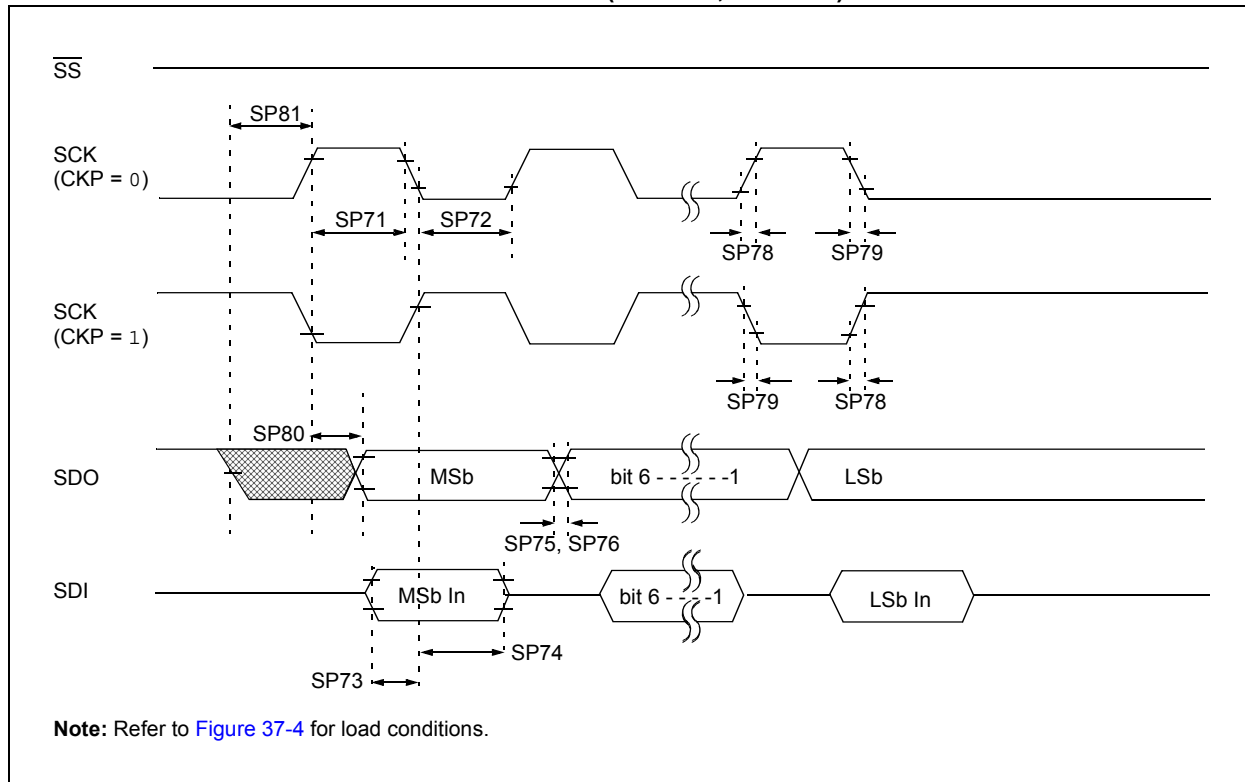 SS
SP81
SCK
(CKP = 0)
SP71
SP72
SP78
SP79
SCK
(CKP = 1)
SP79
SP78
SP80
SDO
MSb
bit 6 - - - - - -1
LSb
SP75, SP76
SDI
MSb In
bit 6 - - - - -1
LSb In
SP74
SP73
Note: Refer to Figure 37-4 for load conditions.